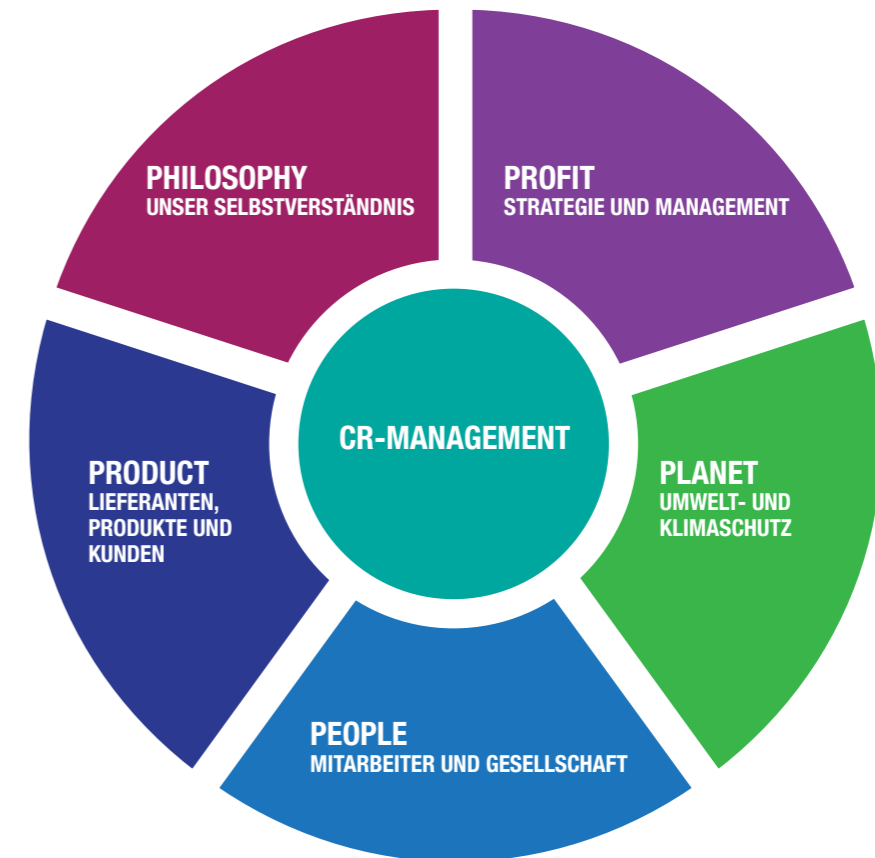 PHILOSOPHY
UNSER SELBSTVERSTÄNDNIS
PROFIT
STRATEGIE UND MANAGEMENT
CR-MANAGEMENT
PRODUCT
LIEFERANTEN,
PRODUKTE UND
KUNDEN
PLANET
UMWELT- UND
KLIMASCHUTZ
PEOPLE
MITARBEITER UND GESELLSCHAFT